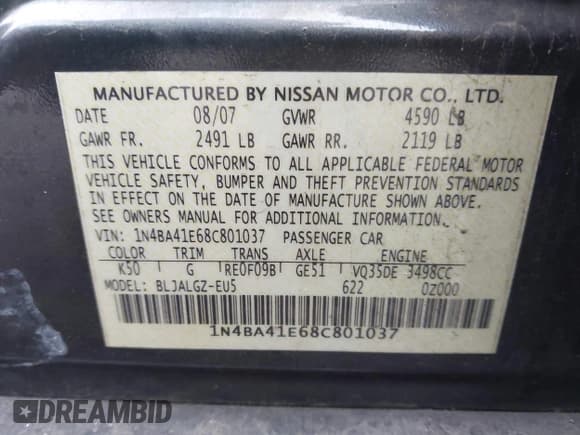 MANUFACTURED BY NISSAN MOTOR CO., LTD.
DATE 08/07 GVWR 4590 LB
GAWR FR. 2491 LB GAWR RR. 2119 LB
THIS VEHICLE CONFORMS TO ALL APPLICABLE FEDERAL MOTOR
VEHICLE SAFETY, BUMPER AND THEFT PREVENTION STANDARDS
IN EFFECT ON THE DATE OF MANUFACTURE SHOWN ABOVE.
SEE OWNERS MANUAL FOR ADDITIONAL INFORMATION.
VIN: 1N4BA41E68C801037 PASSENGER CAR
COLOR TRIM TRANS AXLE ENGINE
K50 G RE0F09B GE51 VQ35DE 3498CC
MODEL: BLJALGZ-EU5 622 0Z000
1N4BA41E68C801037
DREAMBID